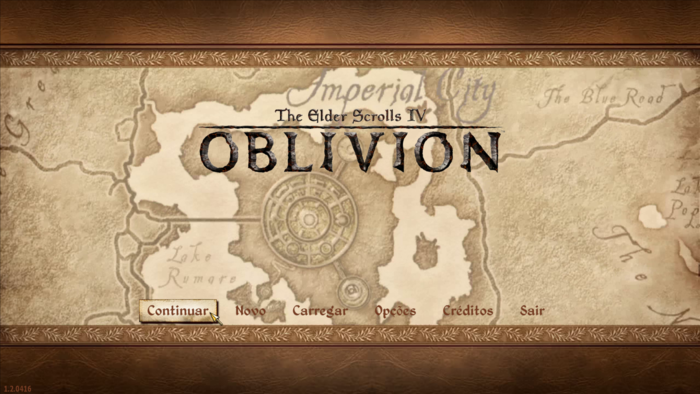 Imperial City
The Blue Road
The Elder Scrolls IV
OBLIVION
Lake
Rumare
The
Continuar Novo Carregar Opções Créditos Sair
1.2.0416